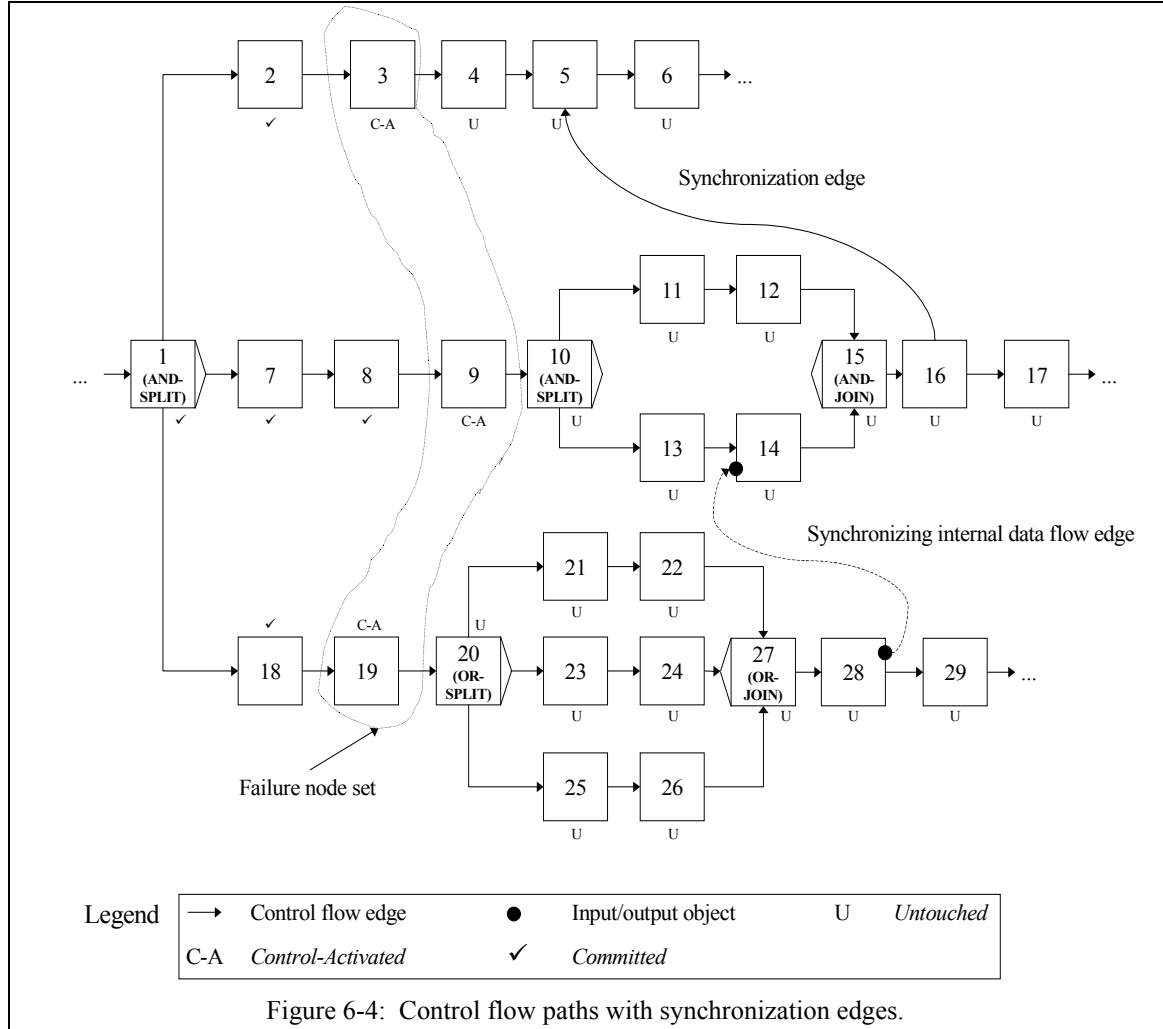 2 3 4 5 6 ...
✓ C-A U U U
Synchronization edge
11 12
U U
... 1 (AND-SPLIT) 7 8 9 10 (AND-SPLIT) 15 (AND-JOIN) 16 17 ...
✓ ✓ ✓ C-A U U U U
13 14
U U
Synchronizing internal data flow edge
21 22
U U
✓ C-A U
18 19 20 (OR-SPLIT) 23 24 27 (OR-JOIN) 28 29 ...
U U U U U
Failure node set
25 26
U U
Legend
Control flow edge Input/output object U Untouched
C-A Control-Activated ✓ Committed
Figure 6-4: Control flow paths with synchronization edges.